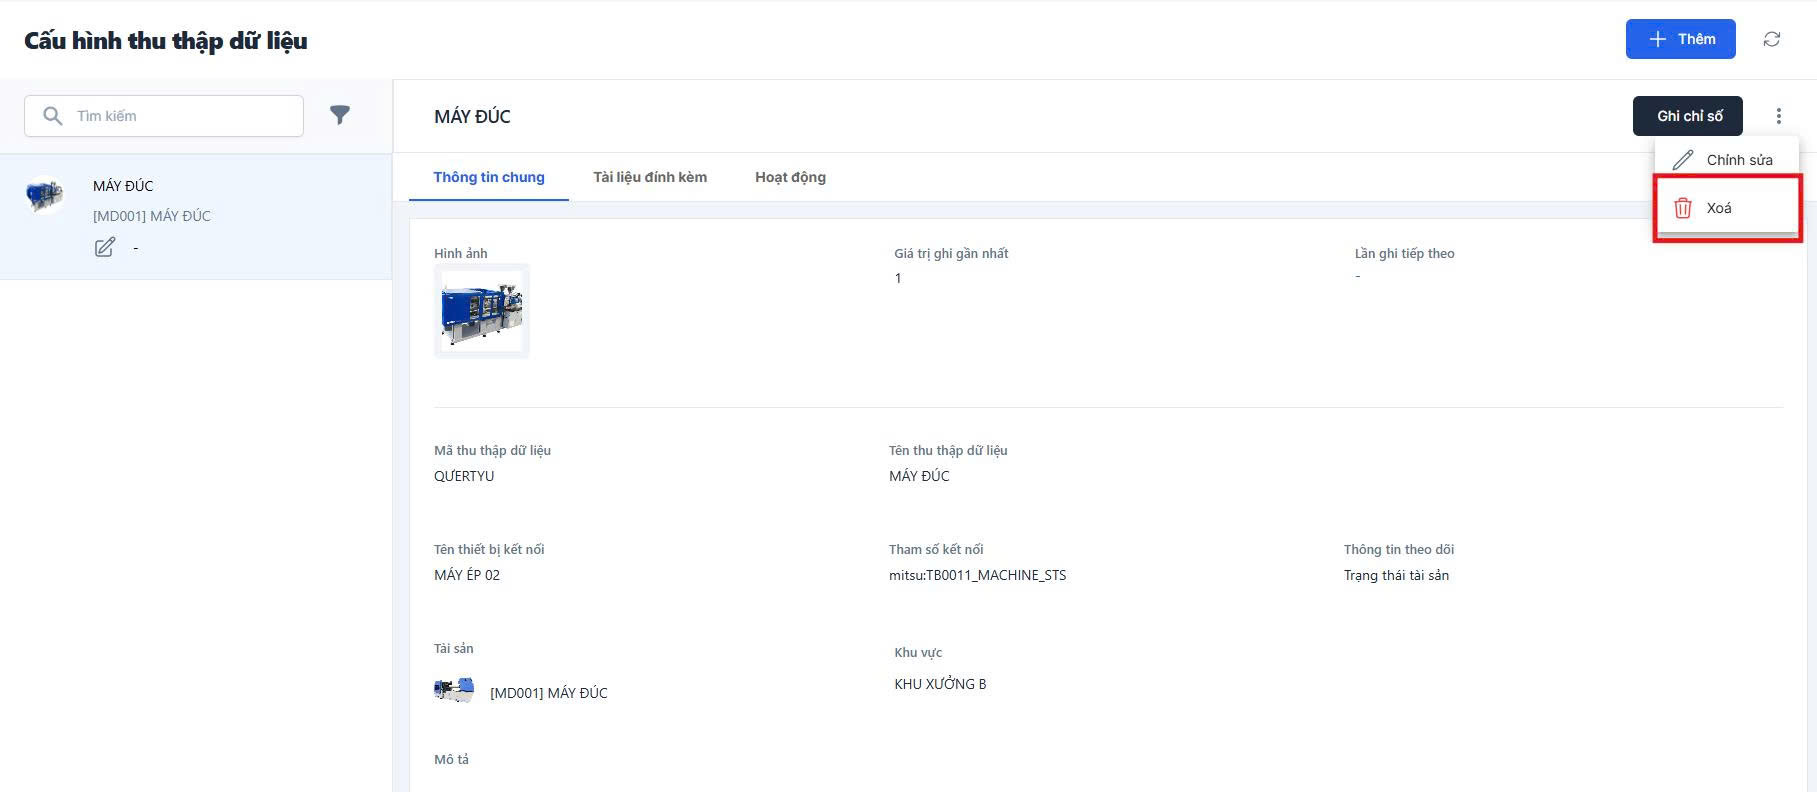 Cấu hình thu thập dữ liệu
Thêm
Tìm kiếm
MÁY ĐÚC
[MD001] MÁY ĐÚC
-
MÁY ĐÚC
Ghi chỉ số
Chỉnh sửa
Xoá
Thông tin chung
Tài liệu đính kèm
Hoạt động
Hình ảnh
Giá trị ghi gần nhất
1
Lần ghi tiếp theo
-
Mã thu thập dữ liệu
QƯERTYU
Tên thu thập dữ liệu
MÁY ĐÚC
Tên thiết bị kết nối
MÁY ÉP 02
Tham số kết nối
mitsu:TB0011_MACHINE_STS
Thông tin theo dõi
Trạng thái tài sản
Tài sản
[MD001] MÁY ĐÚC
Khu vực
KHU XƯỞNG B
Mô tả